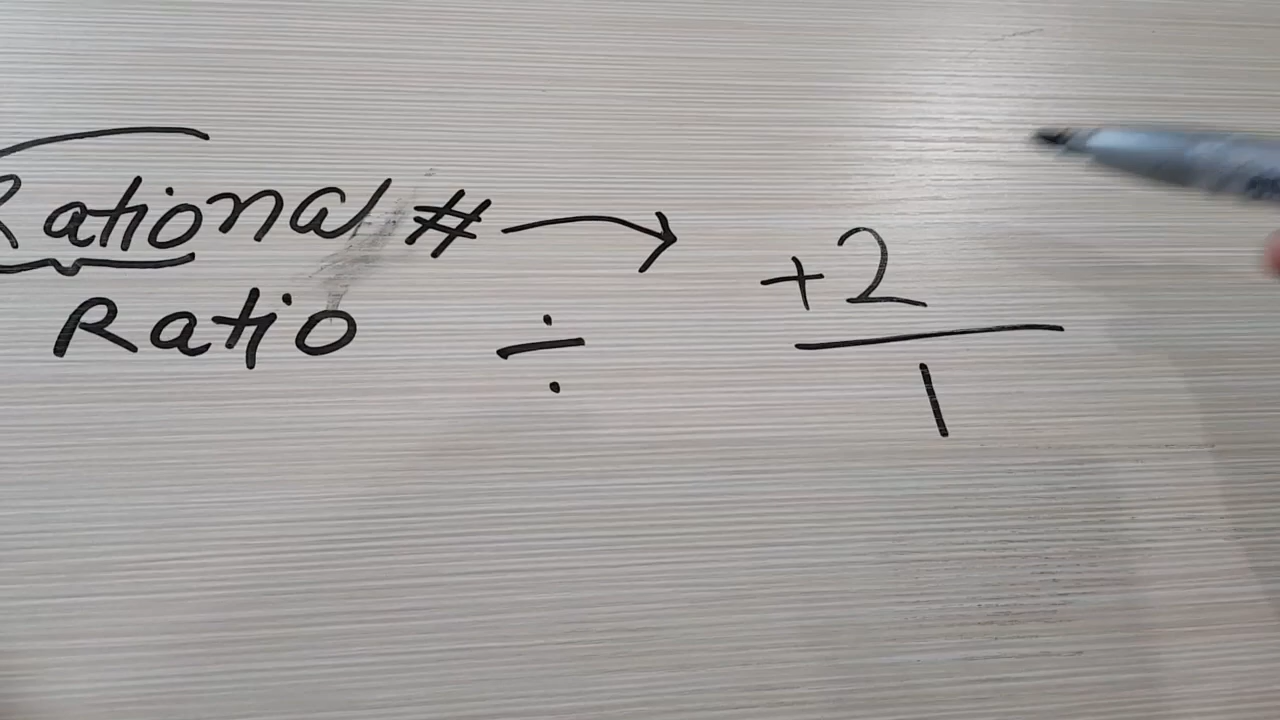 Rational # → +2
Ratio ÷ ―
1